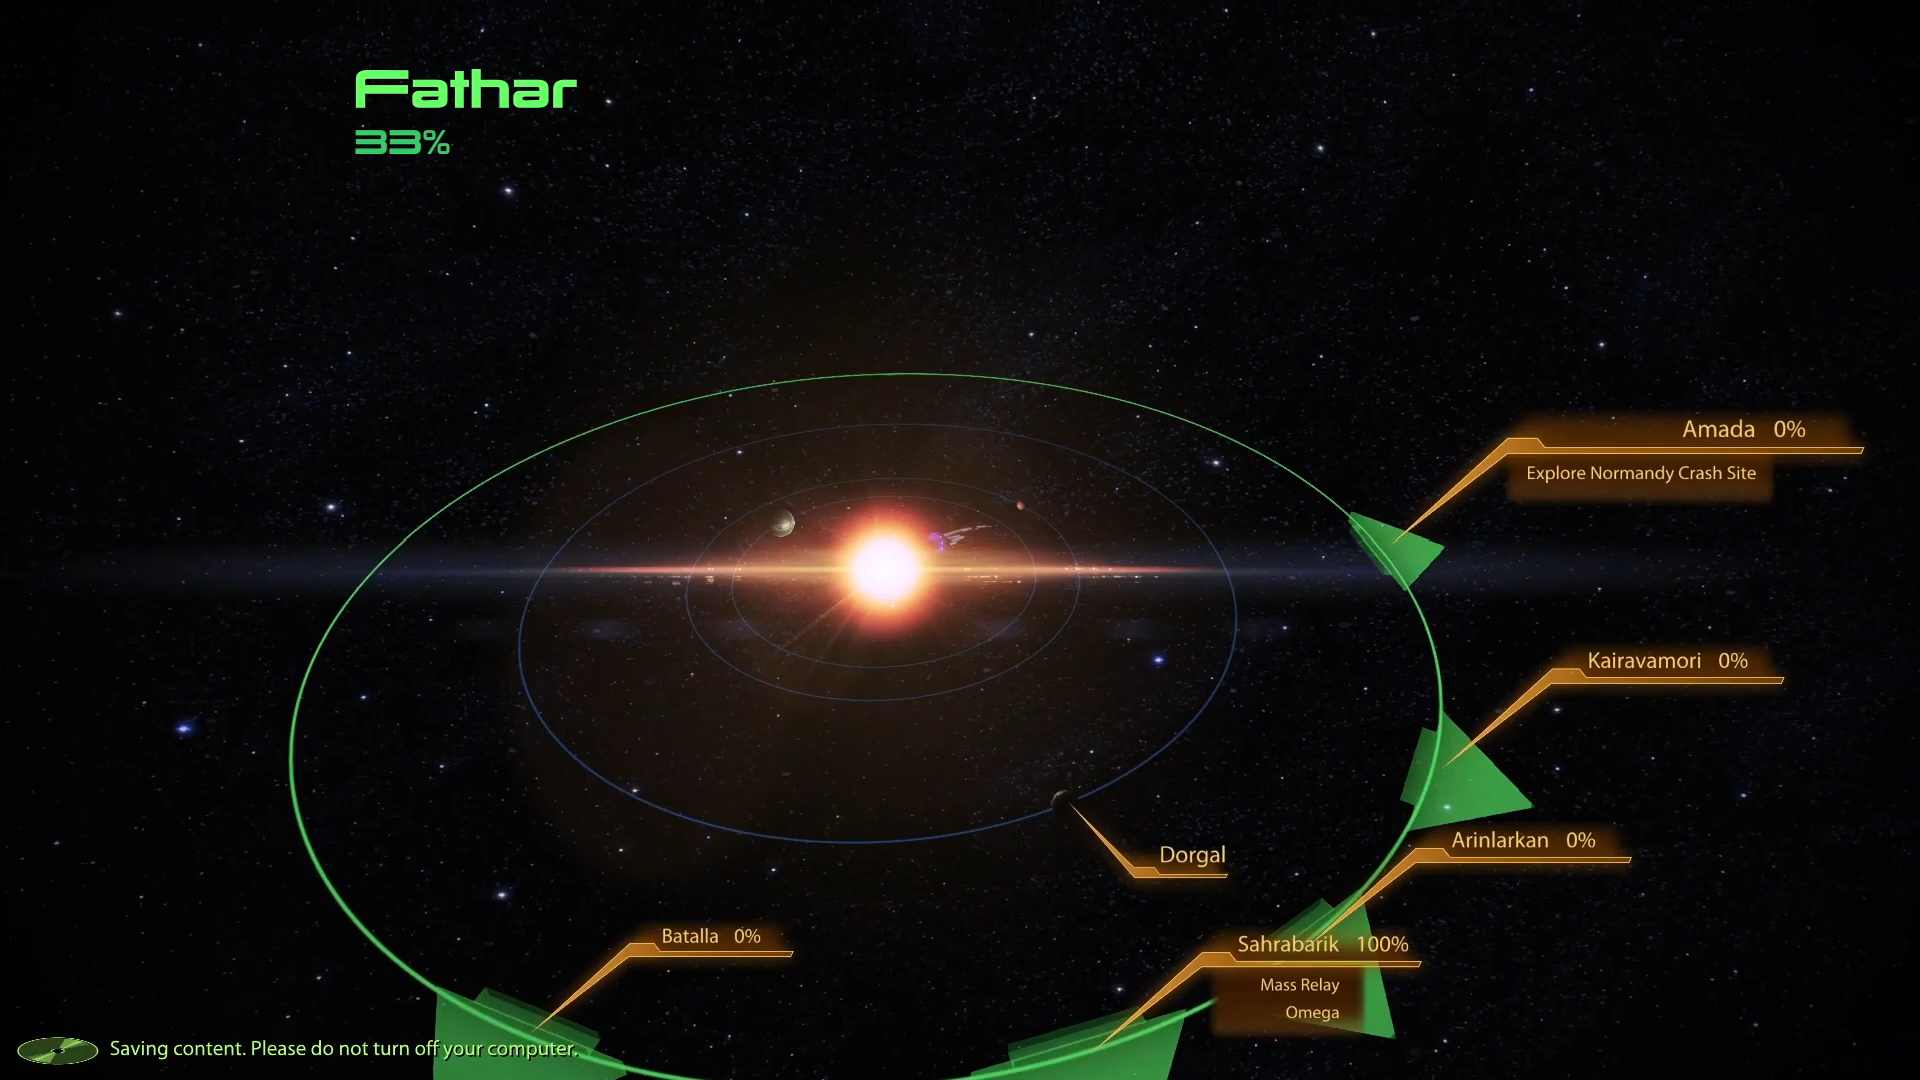 Fathar
33%
Amada 0%
Explore Normandy Crash Site
Kairavamori 0%
Arinlarkan 0%
Dorgal
Batalla 0%
Sahrabarik 100%
Mass Relay
Omega
Saving content. Please do not turn off your computer.